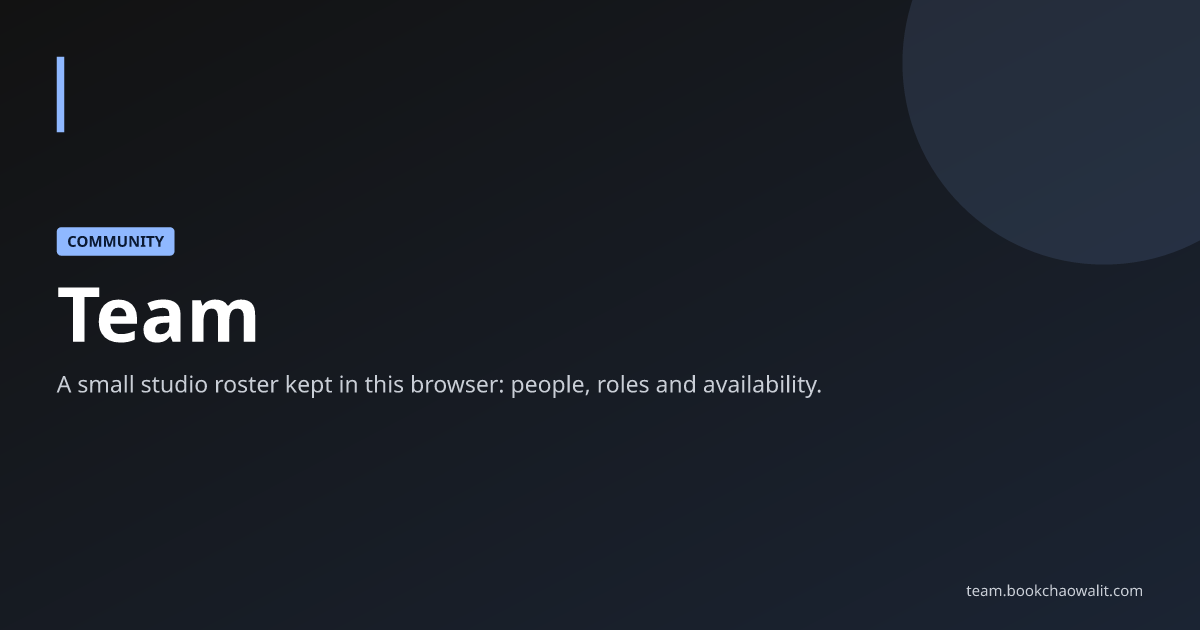 COMMUNITY
Team
A small studio roster kept in this browser: people, roles and availability.
team.bookchaowalit.com